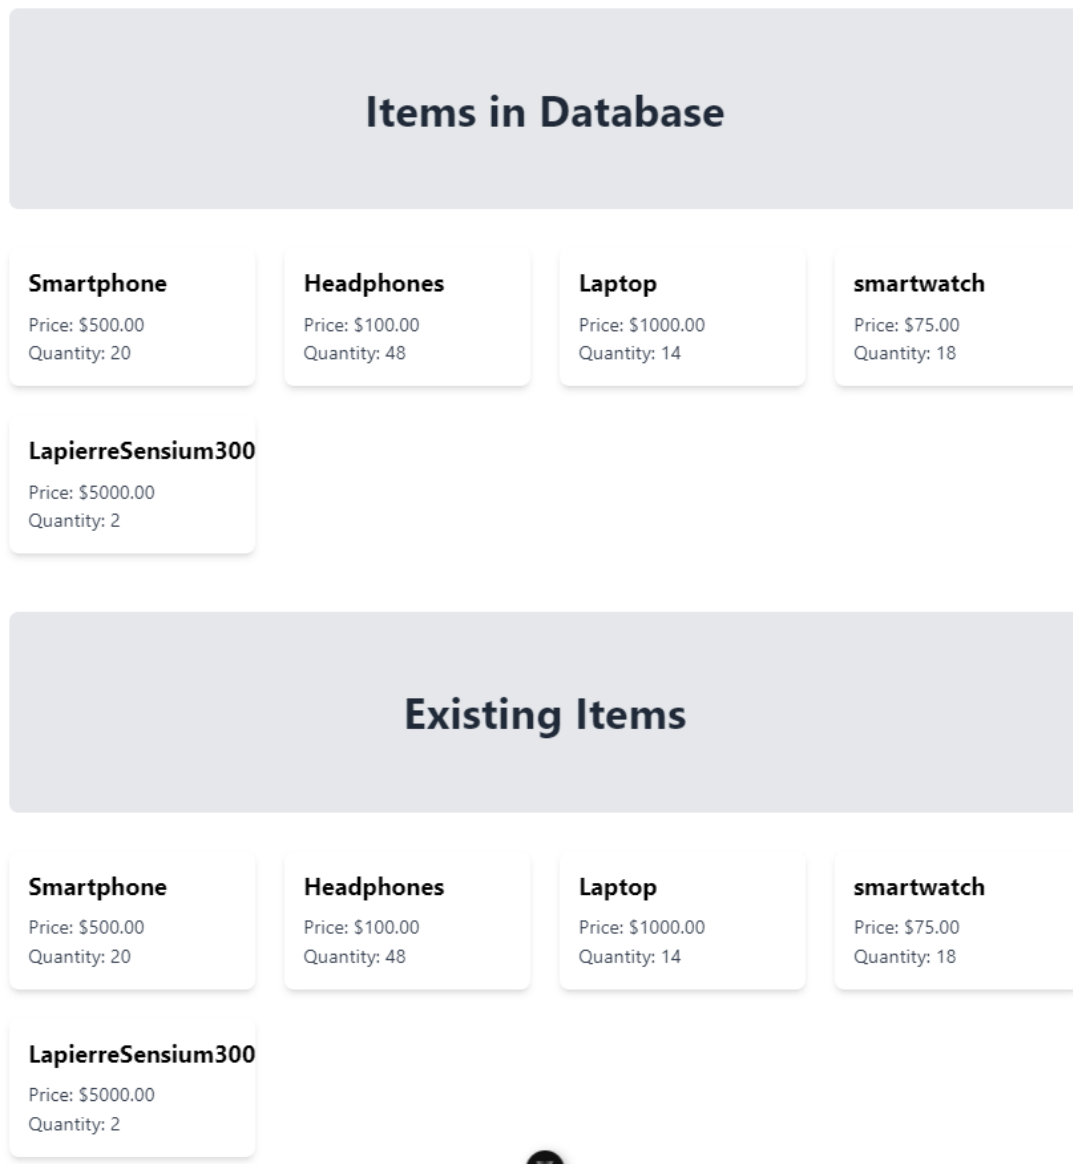 Items in Database
Smartphone
Price: $500.00
Quantity: 20
Headphones
Price: $100.00
Quantity: 48
Laptop
Price: $1000.00
Quantity: 14
smartwatch
Price: $75.00
Quantity: 18
LapierreSensium300
Price: $5000.00
Quantity: 2
Existing Items
Smartphone
Price: $500.00
Quantity: 20
Headphones
Price: $100.00
Quantity: 48
Laptop
Price: $1000.00
Quantity: 14
smartwatch
Price: $75.00
Quantity: 18
LapierreSensium300
Price: $5000.00
Quantity: 2